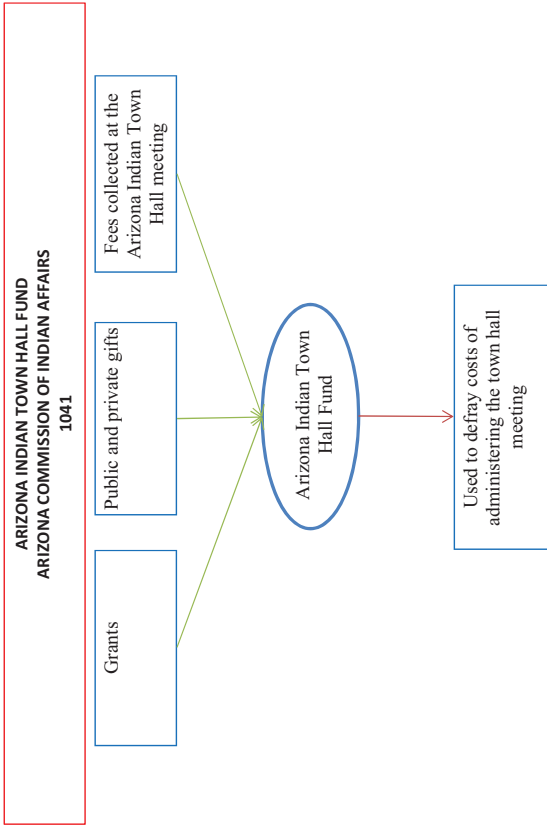 ARIZONA INDIAN TOWN HALL FUND
ARIZONA COMMISSION OF INDIAN AFFAIRS
1041
Grants
Public and private gifts
Fees collected at the
Arizona Indian Town
Hall meeting
Arizona Indian Town
Hall Fund
Used to defray costs of
administering the town hall
meeting